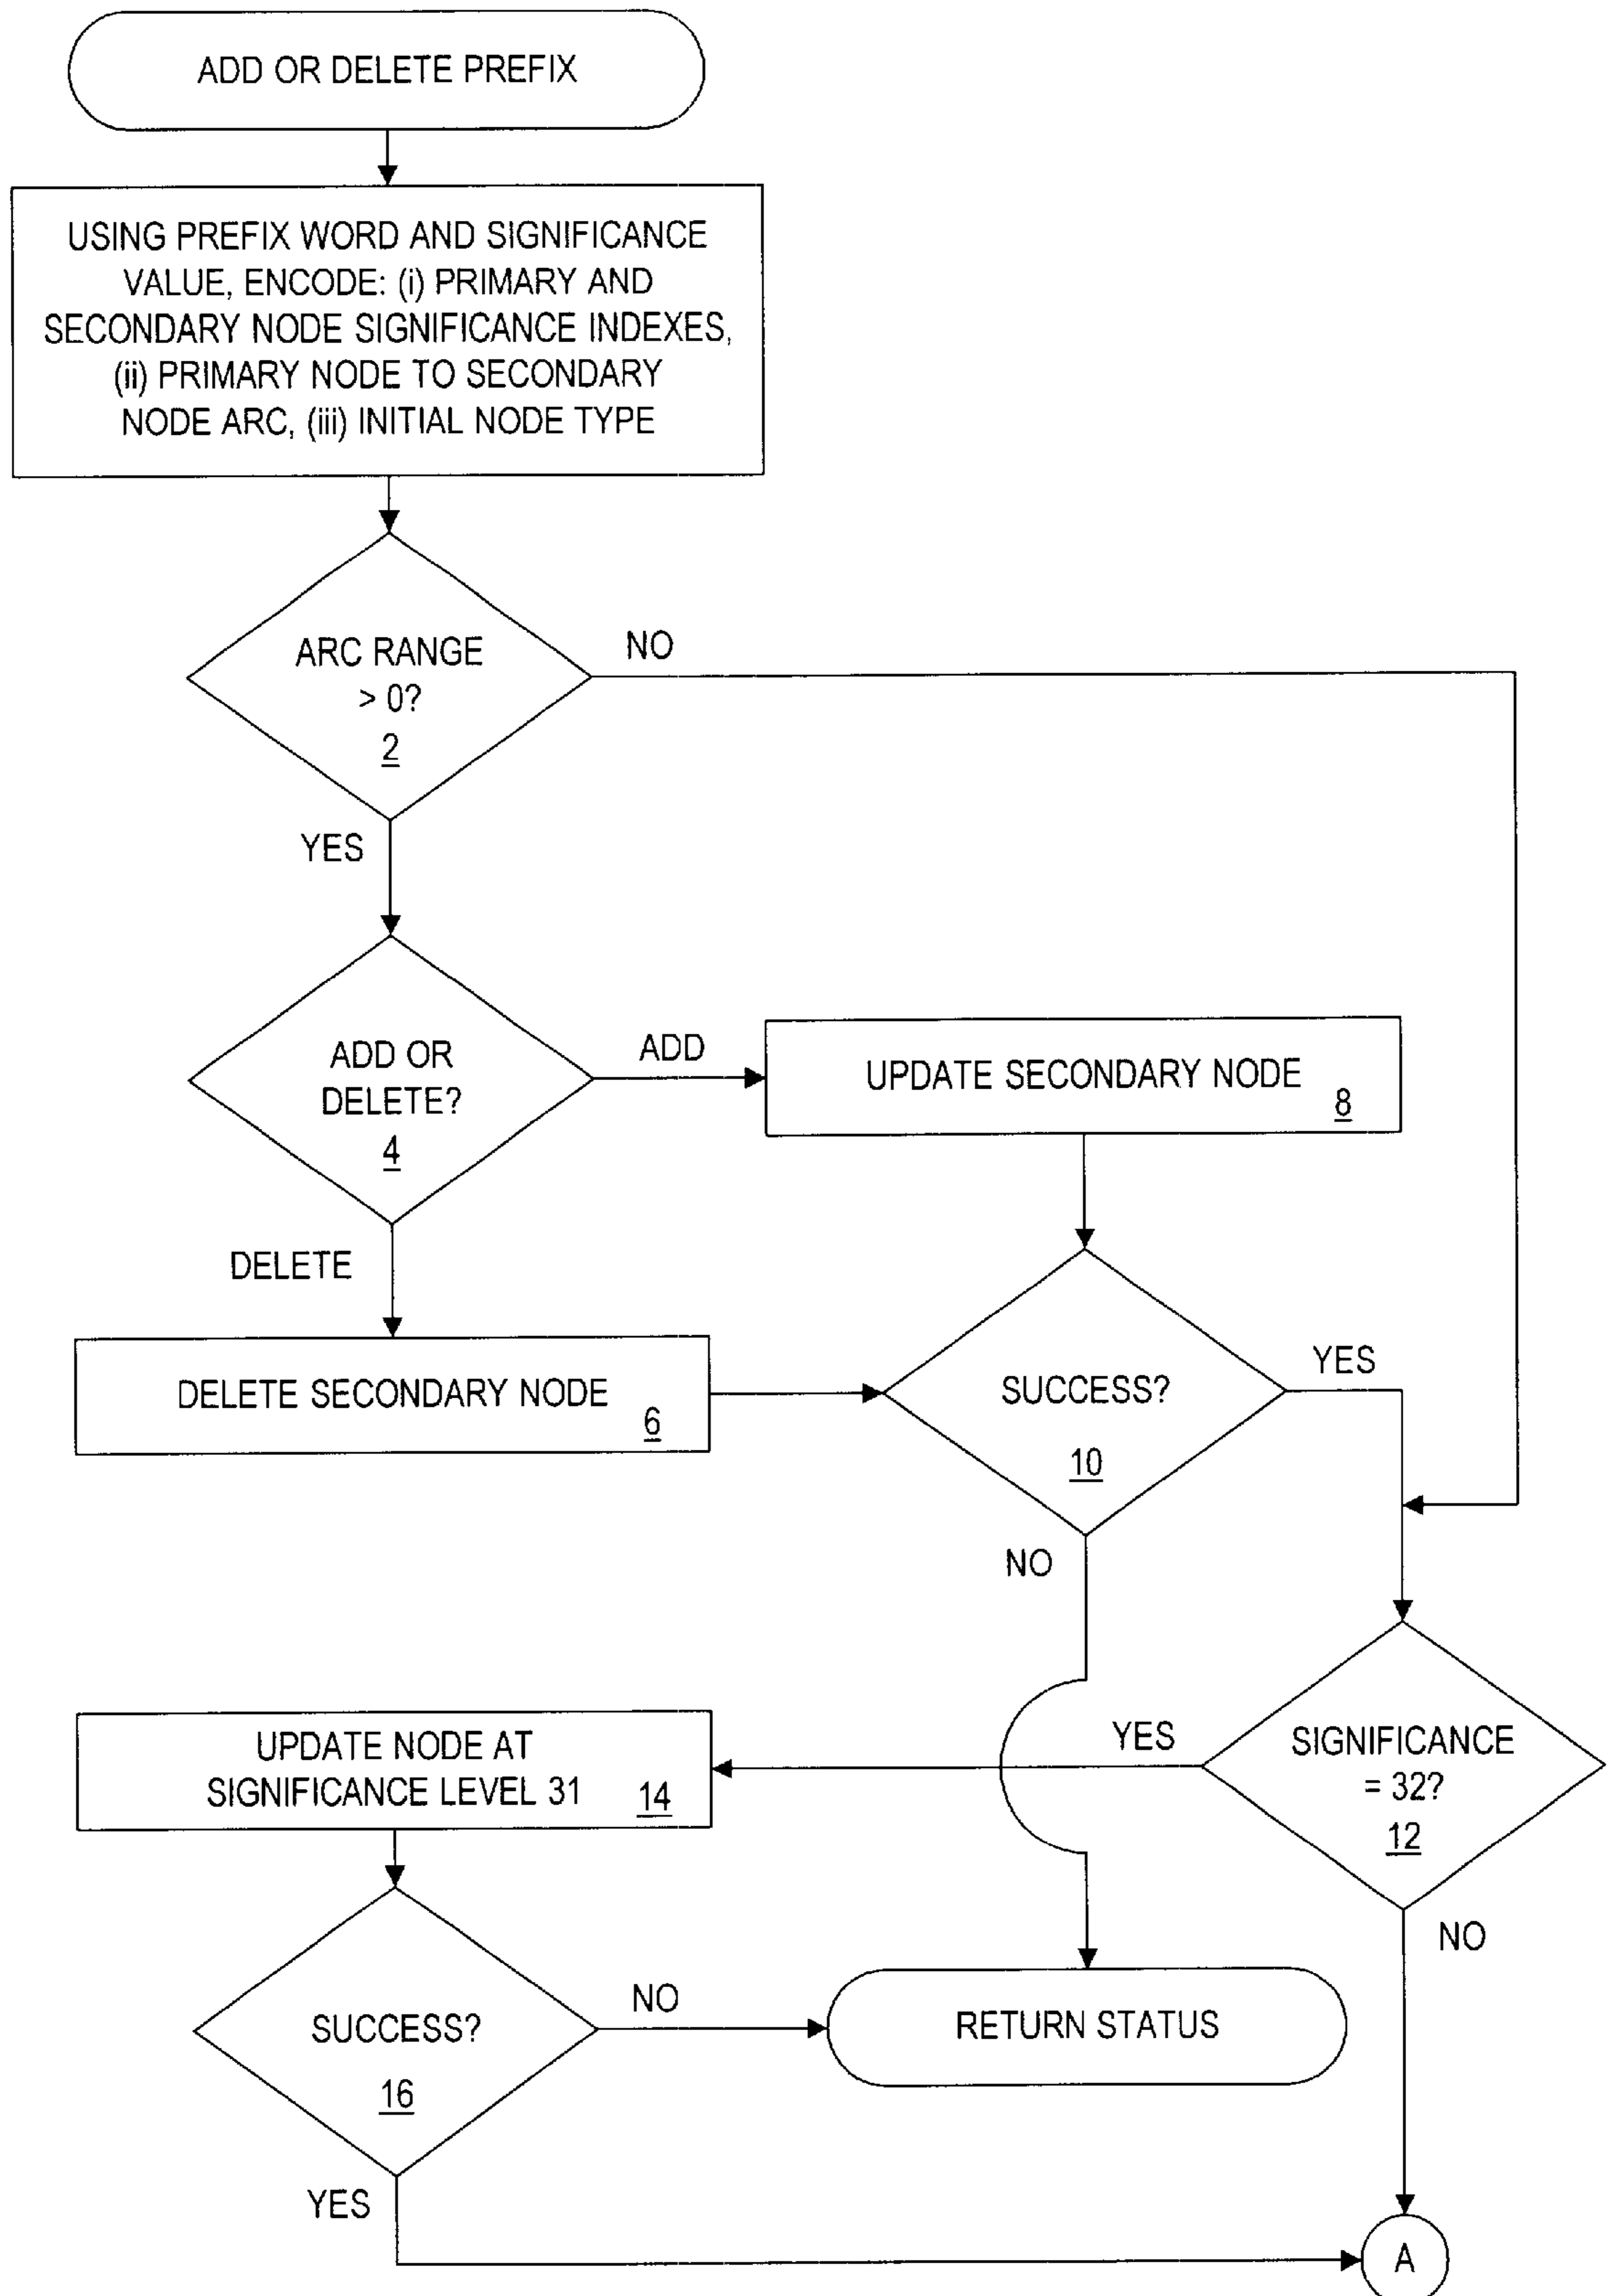 ADD OR DELETE PREFIX
USING PREFIX WORD AND SIGNIFICANCE
VALUE, ENCODE: (i) PRIMARY AND
SECONDARY NODE SIGNIFICANCE INDEXES,
(ii) PRIMARY NODE TO SECONDARY
NODE ARC, (iii) INITIAL NODE TYPE
ARC RANGE
> 0?
2
NO
YES
ADD OR
DELETE?
4
ADD
UPDATE SECONDARY NODE
8
DELETE
DELETE SECONDARY NODE
6
SUCCESS?
10
YES
NO
SIGNIFICANCE
= 32?
12
YES
NO
UPDATE NODE AT
SIGNIFICANCE LEVEL 31
14
SUCCESS?
16
NO
RETURN STATUS
YES
A